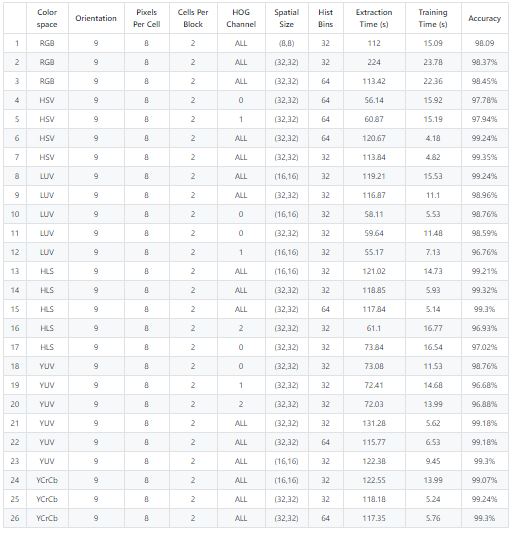 Color space Orientation Pixels Per Cell Cells Per Block HOG Channel Spatial Size Hist Bins Extraction Time (s) Training Time (s) Accuracy
1 RGB 9 8 2 ALL (8,8) 32 112 15.09 98.09
2 RGB 9 8 2 ALL (32,32) 32 224 23.78 98.37%
3 RGB 9 8 2 ALL (32,32) 64 113.42 22.36 98.45%
4 HSV 9 8 2 0 (32,32) 32 56.14 15.92 97.78%
5 HSV 9 8 2 1 (32,32) 32 60.87 15.19 97.94%
6 HSV 9 8 2 ALL (32,32) 64 120.67 4.18 99.24%
7 HSV 9 8 2 ALL (32,32) 32 113.84 4.82 99.35%
8 LUV 9 8 2 ALL (16,16) 32 119.21 15.53 99.24%
9 LUV 9 8 2 ALL (32,32) 32 116.87 11.1 98.96%
10 LUV 9 8 2 0 (16,16) 32 58.11 5.53 98.76%
11 LUV 9 8 2 0 (32,32) 32 59.64 11.48 98.59%
12 LUV 9 8 2 1 (16,16) 32 55.17 7.13 96.76%
13 HLS 9 8 2 ALL (16,16) 32 121.02 14.73 99.21%
14 HLS 9 8 2 ALL (32,32) 32 118.85 5.93 99.32%
15 HLS 9 8 2 ALL (32,32) 64 117.84 5.14 99.3%
16 HLS 9 8 2 2 (32,32) 32 61.1 16.77 96.93%
17 HLS 9 8 2 0 (32,32) 32 73.84 16.54 97.02%
18 YUV 9 8 2 0 (32,32) 32 73.08 11.53 98.76%
19 YUV 9 8 2 1 (32,32) 32 72.41 14.68 96.68%
20 YUV 9 8 2 2 (32,32) 32 72.03 13.99 96.88%
21 YUV 9 8 2 ALL (32,32) 32 131.28 5.62 99.18%
22 YUV 9 8 2 ALL (32,32) 64 115.77 6.53 99.18%
23 YUV 9 8 2 ALL (16,16) 32 122.38 9.45 99.3%
24 YCrCb 9 8 2 ALL (16,16) 32 122.55 13.99 99.07%
25 YCrCb 9 8 2 ALL (32,32) 32 118.18 5.24 99.24%
26 YCrCb 9 8 2 ALL (32,32) 64 117.35 5.76 99.3%